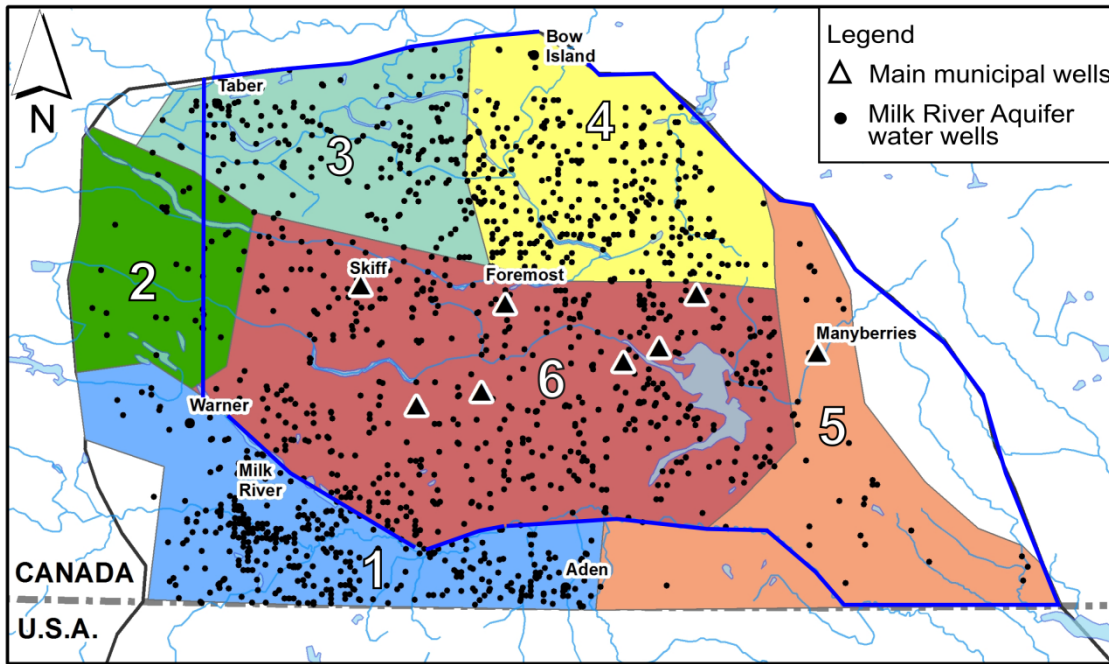 Bow
Island
Legend
Main municipal wells
Milk River Aquifer
water wells
N
Taber
3
4
2
Skiff
Foremost
Manyberries
6
5
Warner
Milk
River
1
Aden
CANADA
U.S.A.